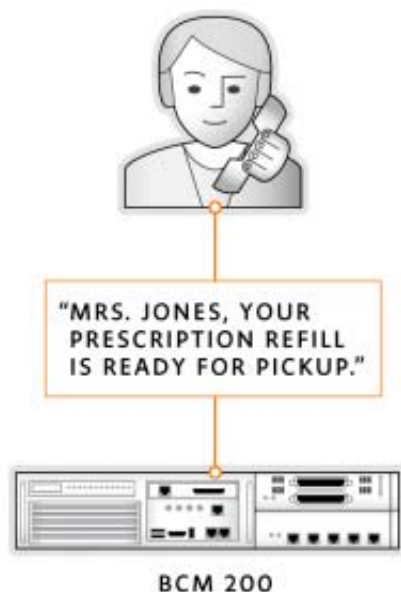 "MRS. JONES, YOUR
PRESCRIPTION REFILL
IS READY FOR PICKUP."
BCM 200